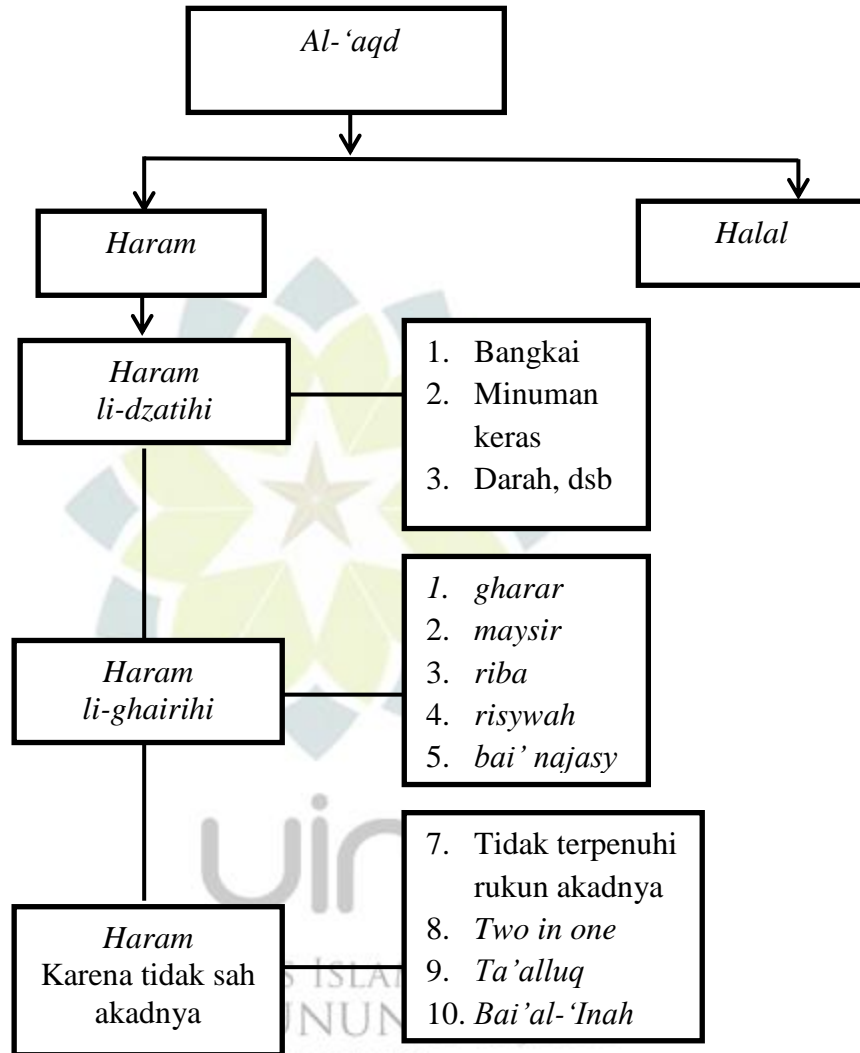 Al-‘aqd
Haram
Halal
Haram
li-dzatihi
1. Bangkai
2. Minuman
keras
3. Darah, dsb
Haram
li-ghairihi
1. gharar
2. maysir
3. riba
4. risywah
5. bai’ najasy
Haram
Karena tidak sah
akadnya
7. Tidak terpenuhi
rukun akadnya
8. Two in one
9. Ta’alluq
10. Bai’al-‘Inah